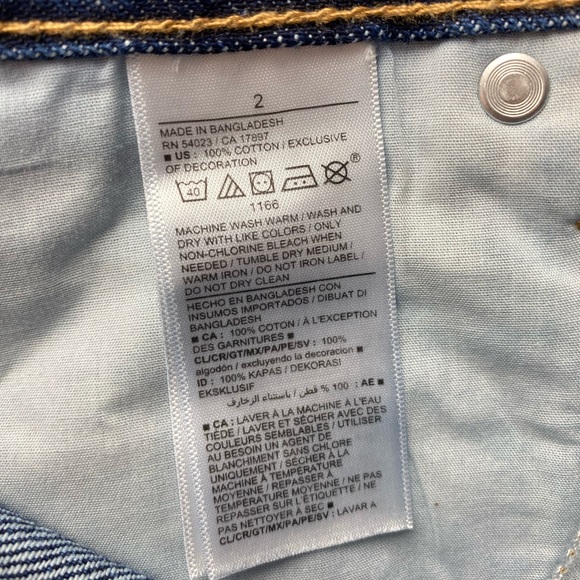 2
MADE IN BANGLADESH
RN 54023 / CA 17897
■ US : 100% COTTON / EXCLUSIVE
OF DECORATION
40
®
1166
MACHINE WASH WARM / WASH AND
DRY WITH LIKE COLORS / ONLY
NON-CHLORINE BLEACH WHEN
NEEDED / TUMBLE DRY MEDIUM /
WARM IRON / DO NOT IRON LABEL /
DO NOT DRY CLEAN
HECHO EN BANGLADESH CON
INSUMOS IMPORTADOS / DIBUAT DI
BANGLADESH
■ CA : 100% COTON / À L'EXCEPTION
DES GARNITURES ■
CL/CR/GT/MX/PA/PE/SV: 100%
algodón / excluyendo la decoracion ■
ID : 100% KAPAS / DEKORASI
EKSKLUSIF
■ AE : 100 % قطن / باستثناء الزخارف
■ CA : LAVER À LA MACHINE À L'EAU
TIÈDE / LAVER ET SÉCHER AVEC DES
COULEURS SEMBLABLES / UTILISER
AU BESOIN UN AGENT DE
BLANCHIMENT SANS CHLORE
UNIQUEMENT / SÉCHER À LA
MACHINE À TEMPÉRATURE
MOYENNE / REPASSER À
TEMPÉRATURE MOYENNE / NE PAS
REPASSER SUR L'ÉTIQUETTE / NE
PAS NETTOYER À SEC ■
CL/CR/GT/MX/PA/PE/SV: LAVAR A